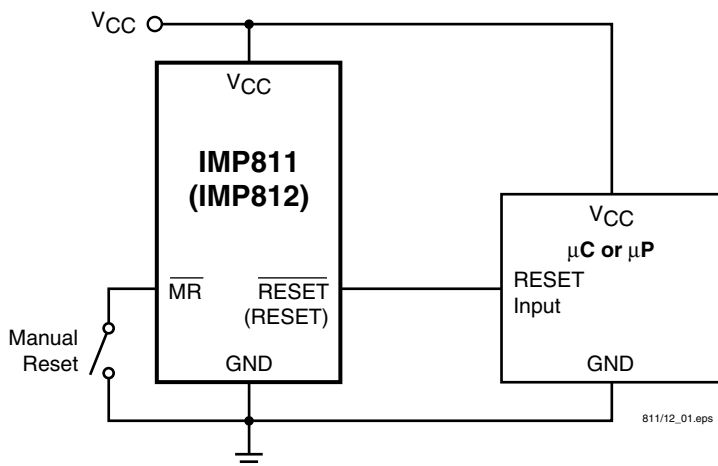 VCC
VCC
IMP811
(IMP812)
VCC
μC or μP
MR
RESET
(RESET)
RESET
Input
Manual
Reset
GND
GND
811/12_01.eps